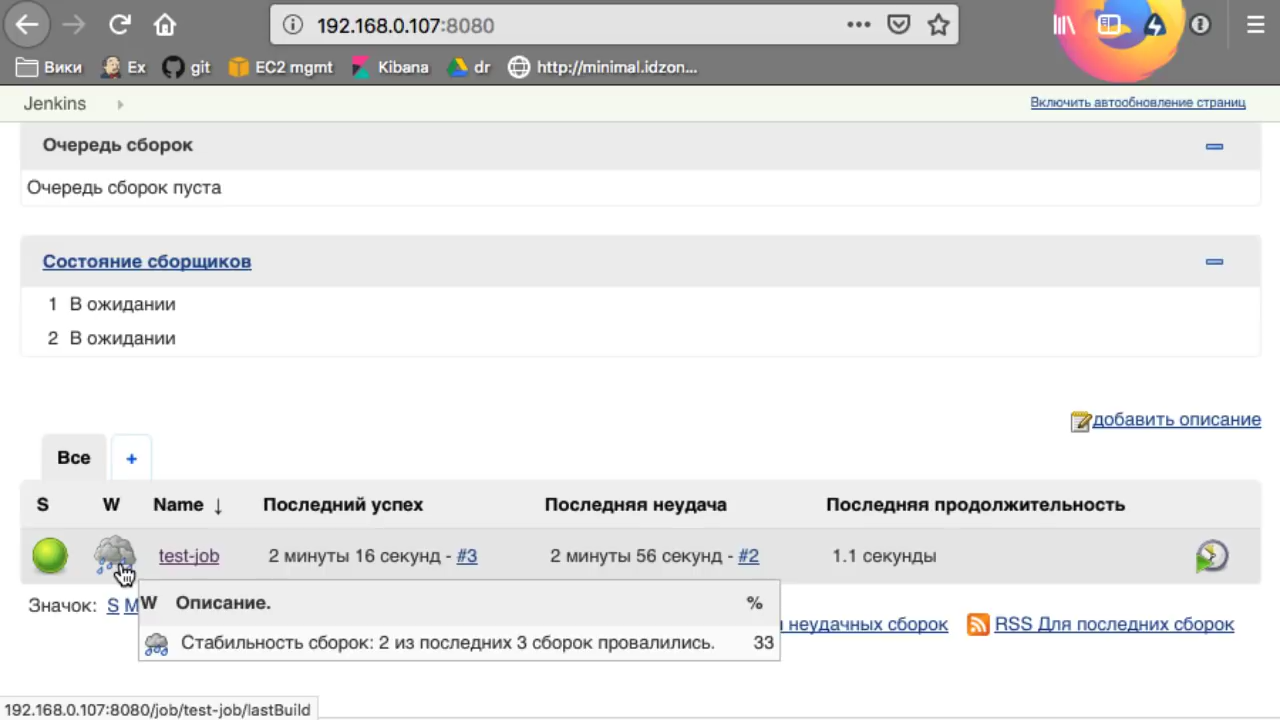 192.168.0.107:8080
Вики Ex git EC2 mgmt Kibana dr http://minimal.idzon...
Jenkins Включить автообновление страниц
Очередь сборок
Очередь сборок пуста
Состояние сборщиков
1 В ожидании
2 В ожидании
добавить описание
Все +
S W Name ↓ Последний успех Последняя неудача Последняя продолжительность
test-job 2 минуты 16 секунд - #3 2 минуты 56 секунд - #2 1.1 секунды
Значок: S M
W Описание. %
неудачных сборок RSS Для последних сборок
Стабильность сборок: 2 из последних 3 сборок провалились. 33
192.168.0.107:8080/job/test-job/lastBuild